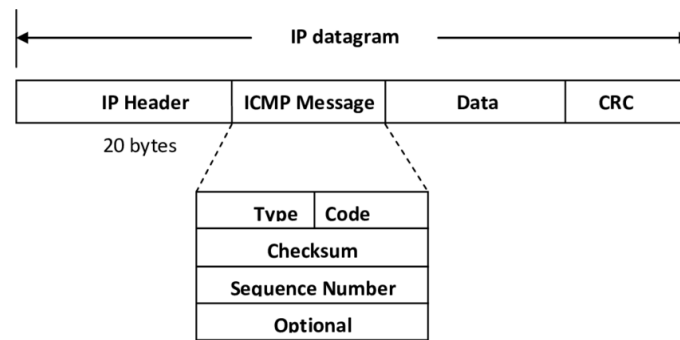 IP datagram
IP Header ICMP Message Data CRC
20 bytes
Type Code
Checksum
Sequence Number
Optional